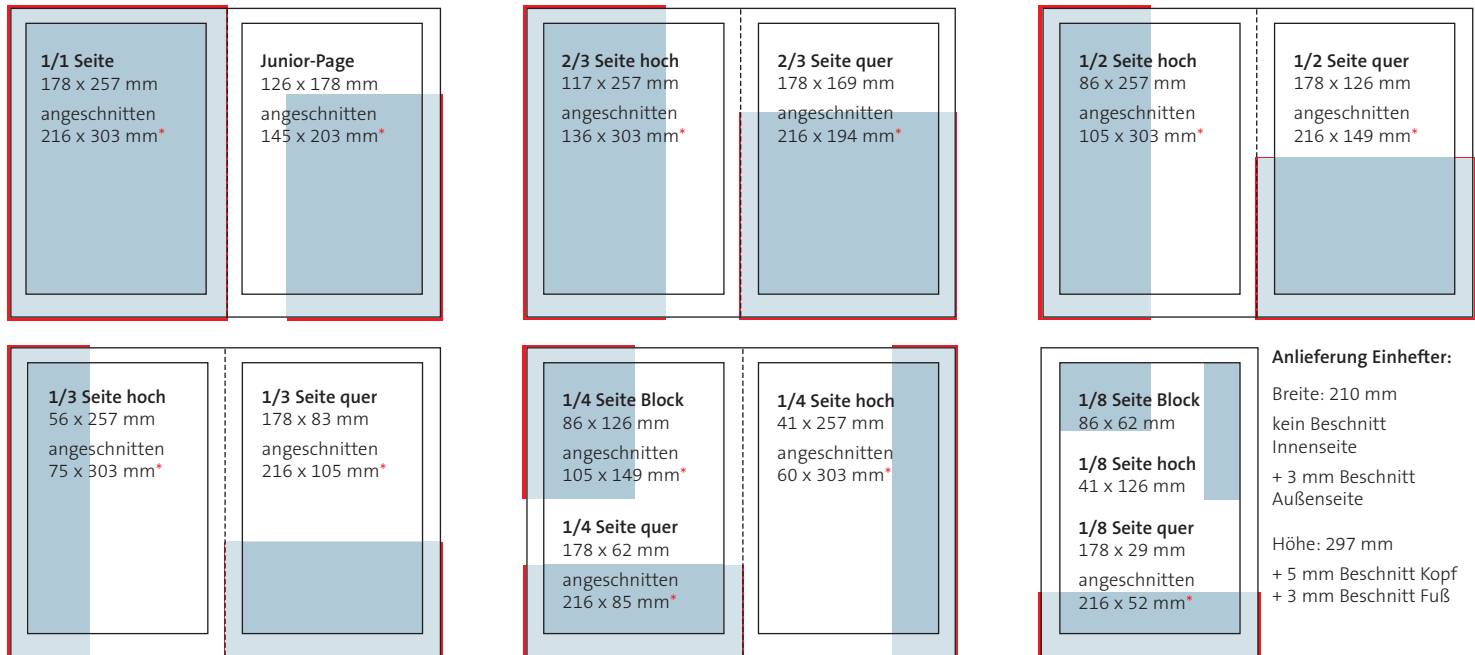 1/1 Seite
178 x 257 mm
angeschnitten
216 x 303 mm*
Junior-Page
126 x 178 mm
angeschnitten
145 x 203 mm*
2/3 Seite hoch
117 x 257 mm
angeschnitten
136 x 303 mm*
2/3 Seite quer
178 x 169 mm
angeschnitten
216 x 194 mm*
1/2 Seite hoch
86 x 257 mm
angeschnitten
105 x 303 mm*
1/2 Seite quer
178 x 126 mm
angeschnitten
216 x 149 mm*
1/3 Seite hoch
56 x 257 mm
angeschnitten
75 x 303 mm*
1/3 Seite quer
178 x 83 mm
angeschnitten
216 x 105 mm*
1/4 Seite Block
86 x 126 mm
angeschnitten
105 x 149 mm*
1/4 Seite quer
178 x 62 mm
angeschnitten
216 x 85 mm*
1/4 Seite hoch
41 x 257 mm
angeschnitten
60 x 303 mm*
1/8 Seite Block
86 x 62 mm
1/8 Seite hoch
41 x 126 mm
1/8 Seite quer
178 x 29 mm
angeschnitten
216 x 52 mm*
Anlieferung Einhefter:
Breite: 210 mm
kein Beschnitt
Innenseite
+ 3 mm Beschnitt
Außenseite
Höhe: 297 mm
+ 5 mm Beschnitt Kopf
+ 3 mm Beschnitt Fuß